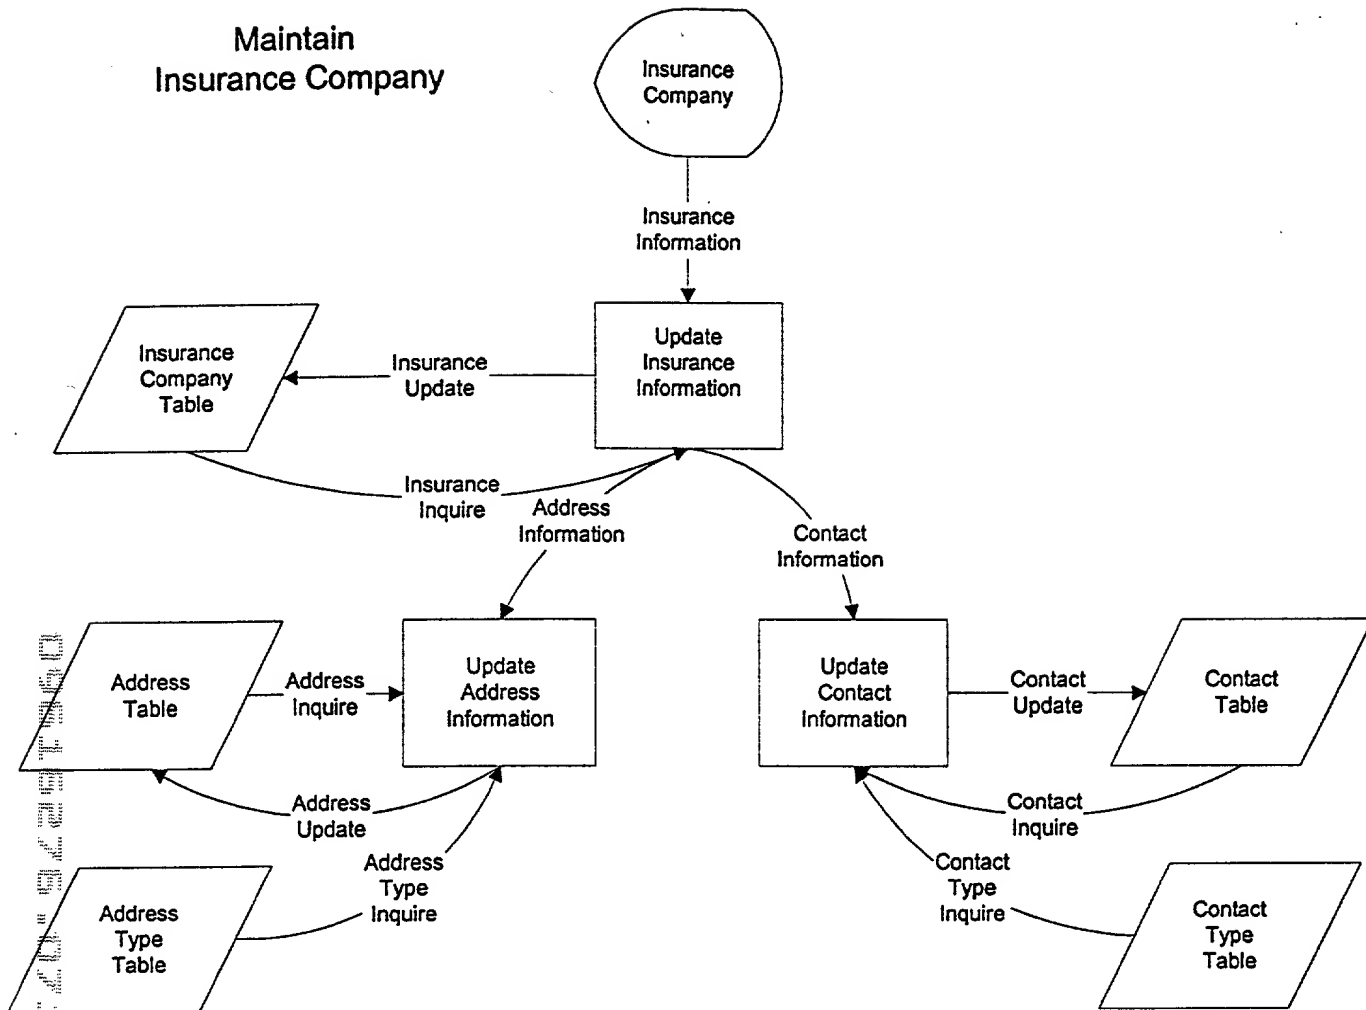 Maintain
Insurance Company
Insurance
Company
Insurance
Information
Update
Insurance
Information
Insurance
Company
Table
Insurance
Update
Insurance
Inquire
Address
Information
Contact
Information
Address
Table
Address
Inquire
Update
Address
Information
Update
Contact
Information
Contact
Update
Contact
Table
Address
Update
Contact
Inquire
Address
Type
Inquire
Contact
Type
Inquire
Address
Type
Table
Contact
Type
Table